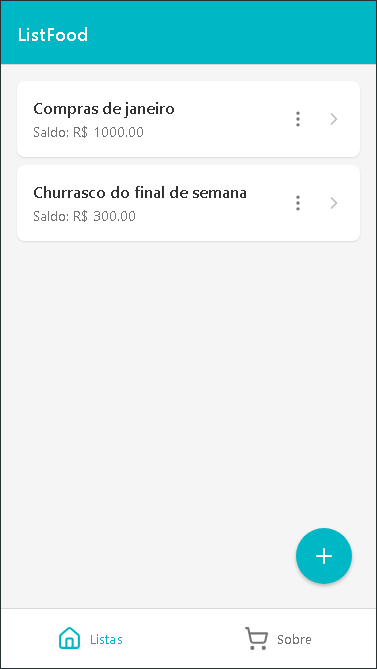 ListFood
Compras de janeiro
Saldo: R$ 1000.00
Churrasco do final de semana
Saldo: R$ 300.00
Listas
Sobre